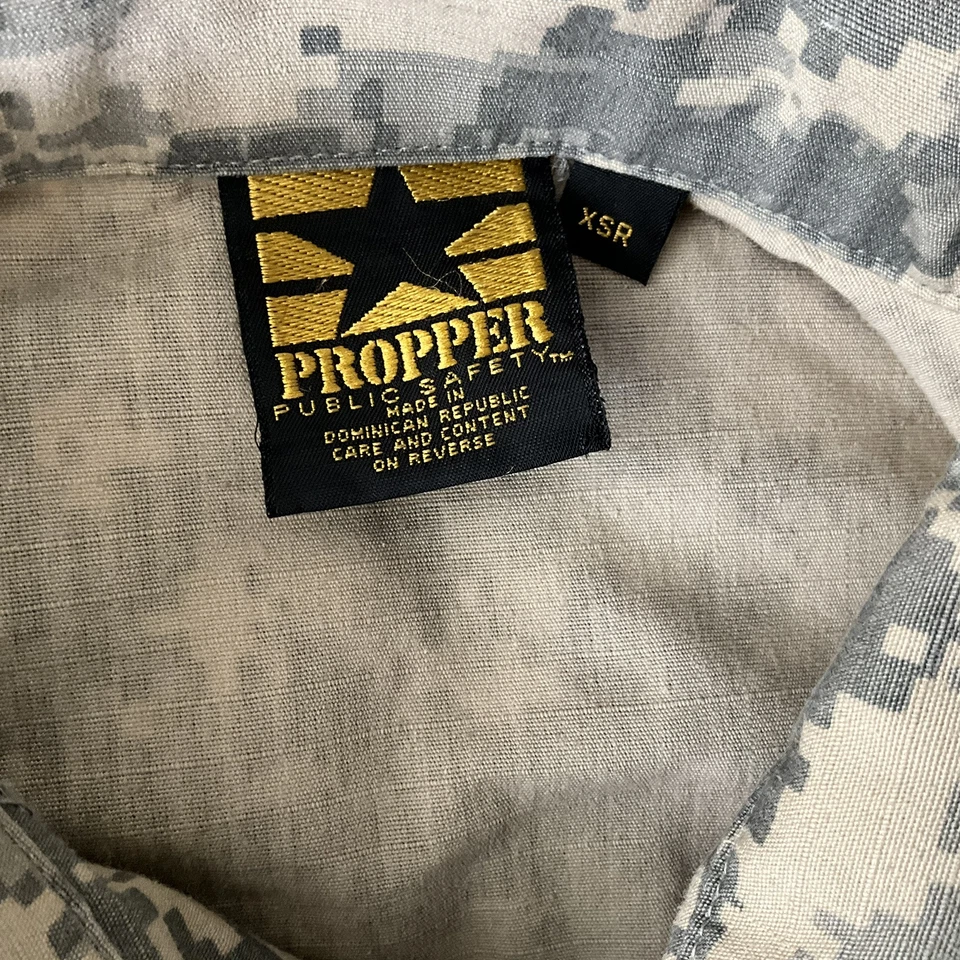 PROPPER
PUBLIC SAFETY™
MADE IN
DOMINICAN REPUBLIC
CARE AND CONTENT
ON REVERSE
XSR